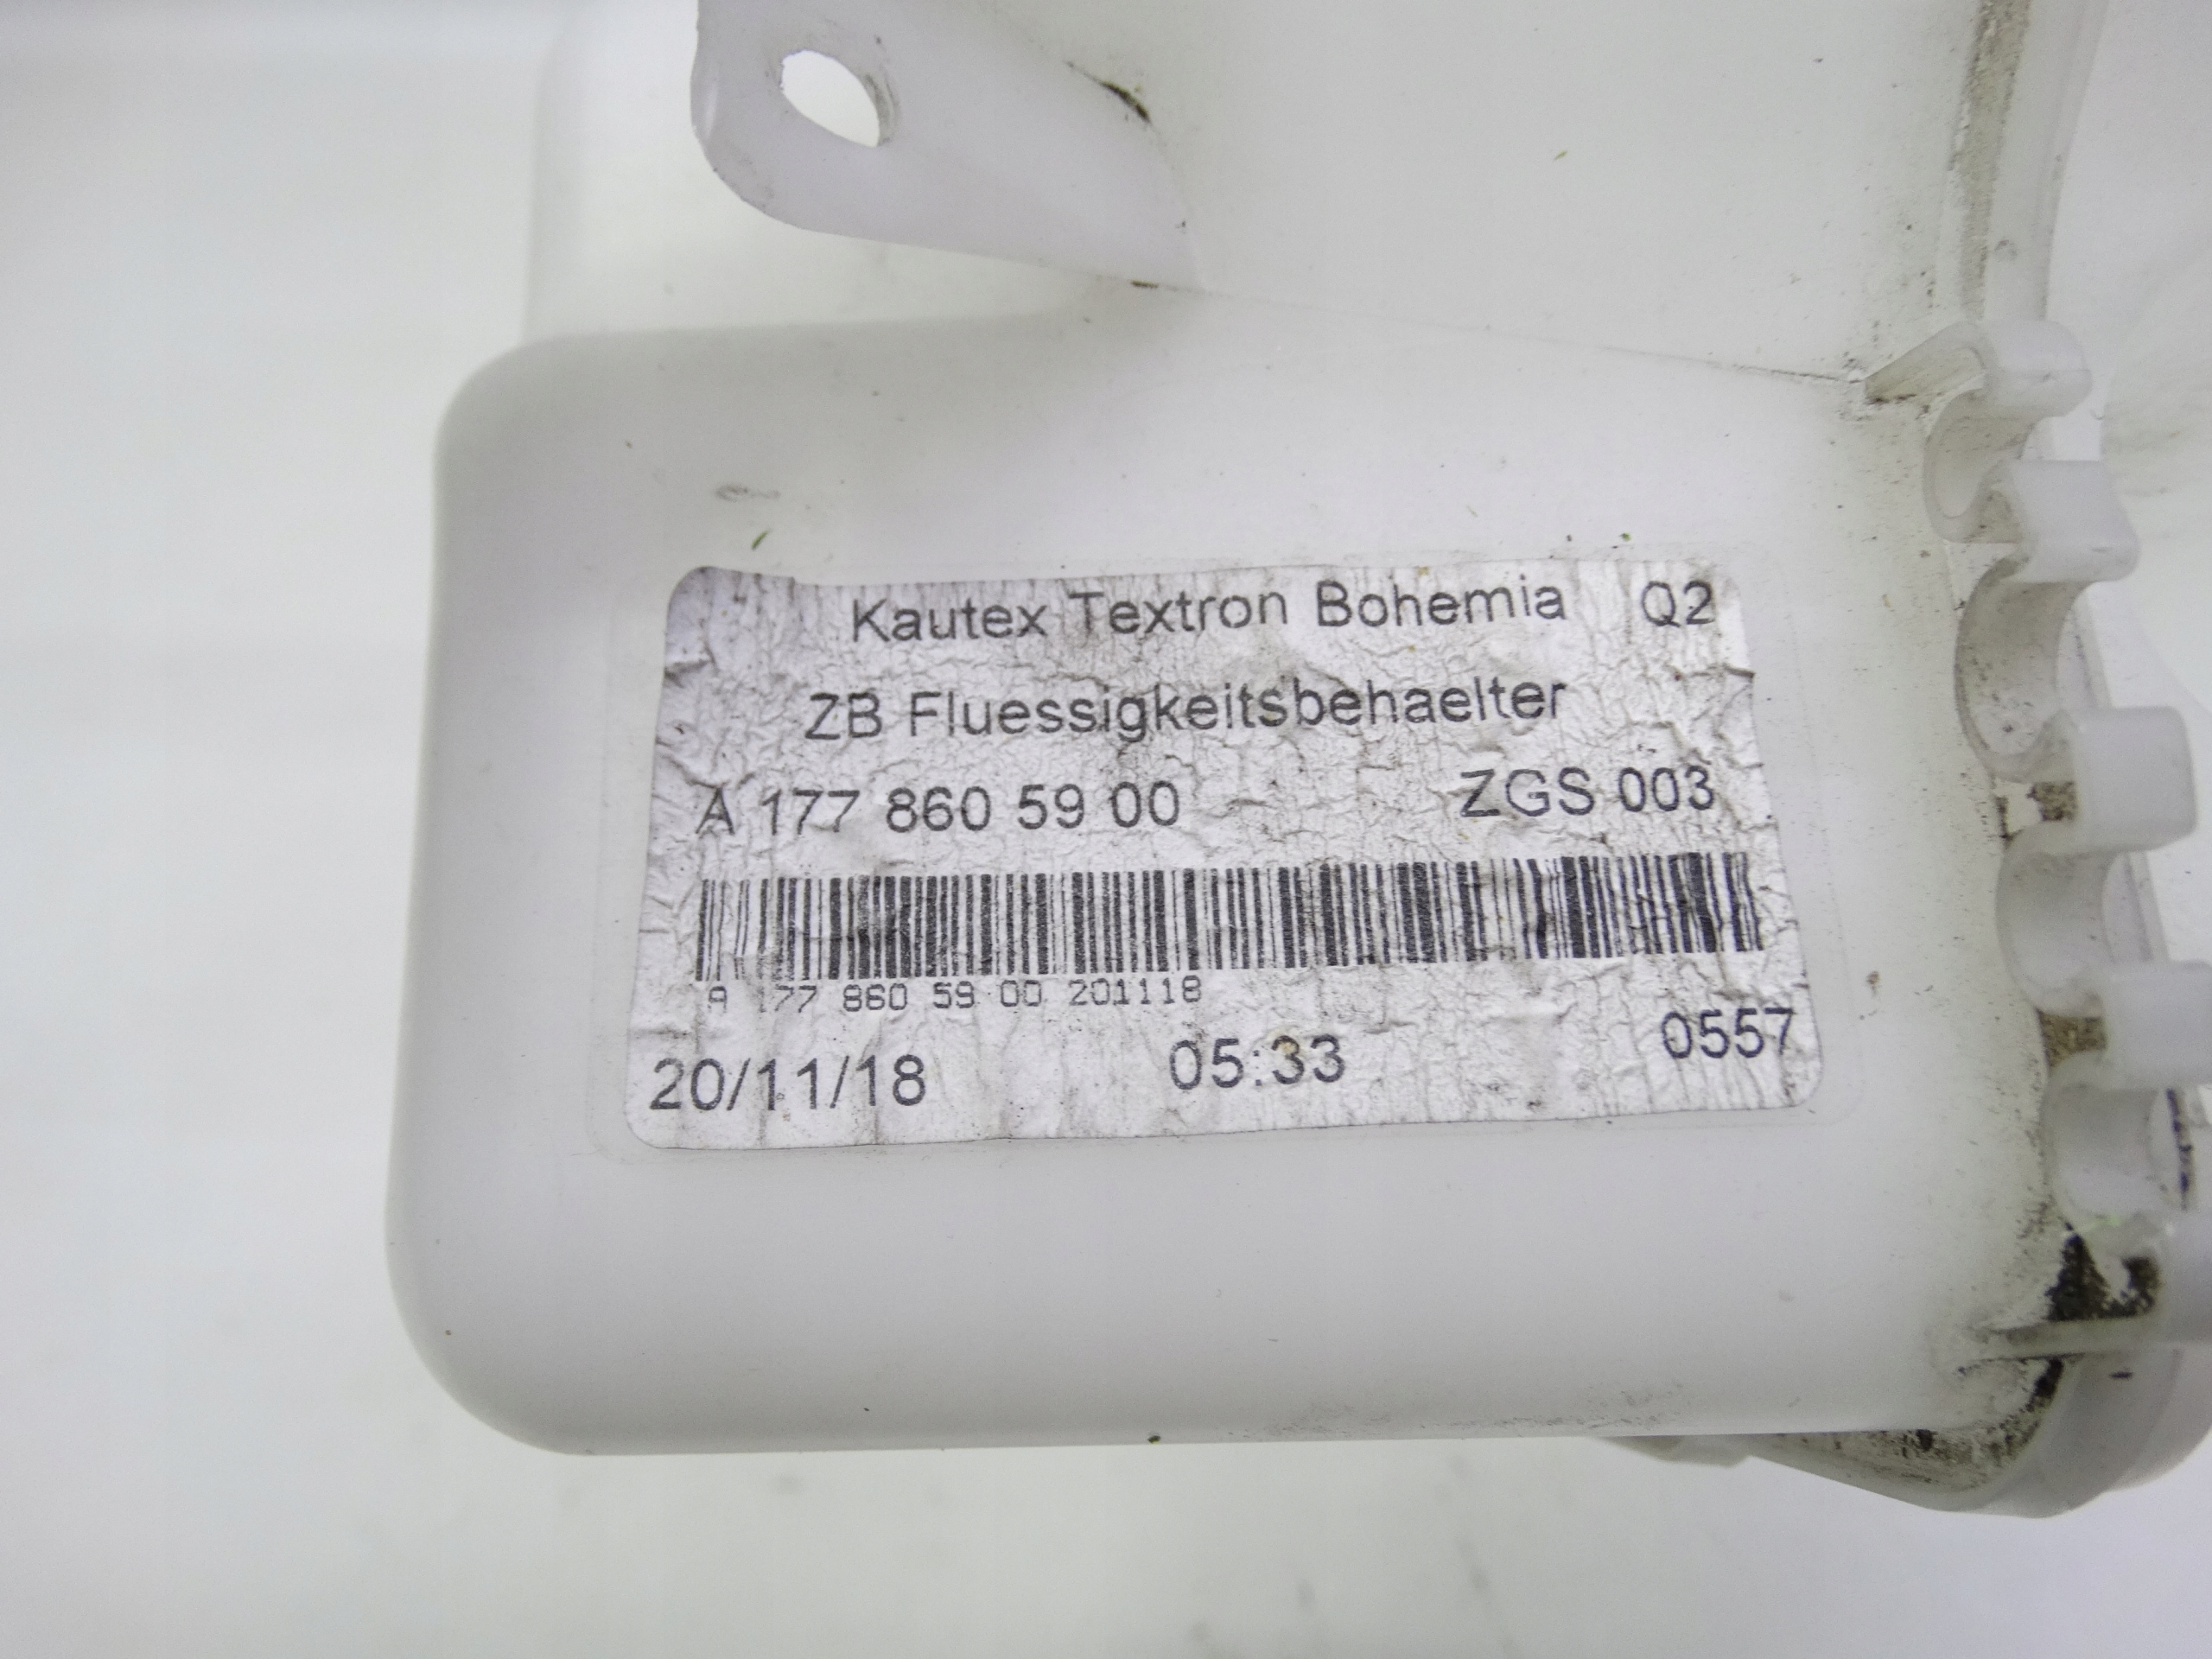 Kautex Textron Bohemia Q2
ZB Fluessigkeitsbehaelter
A 177 860 59 00 ZGS 003
A 177 860 59 00 201118
20/11/18 05:33 0557